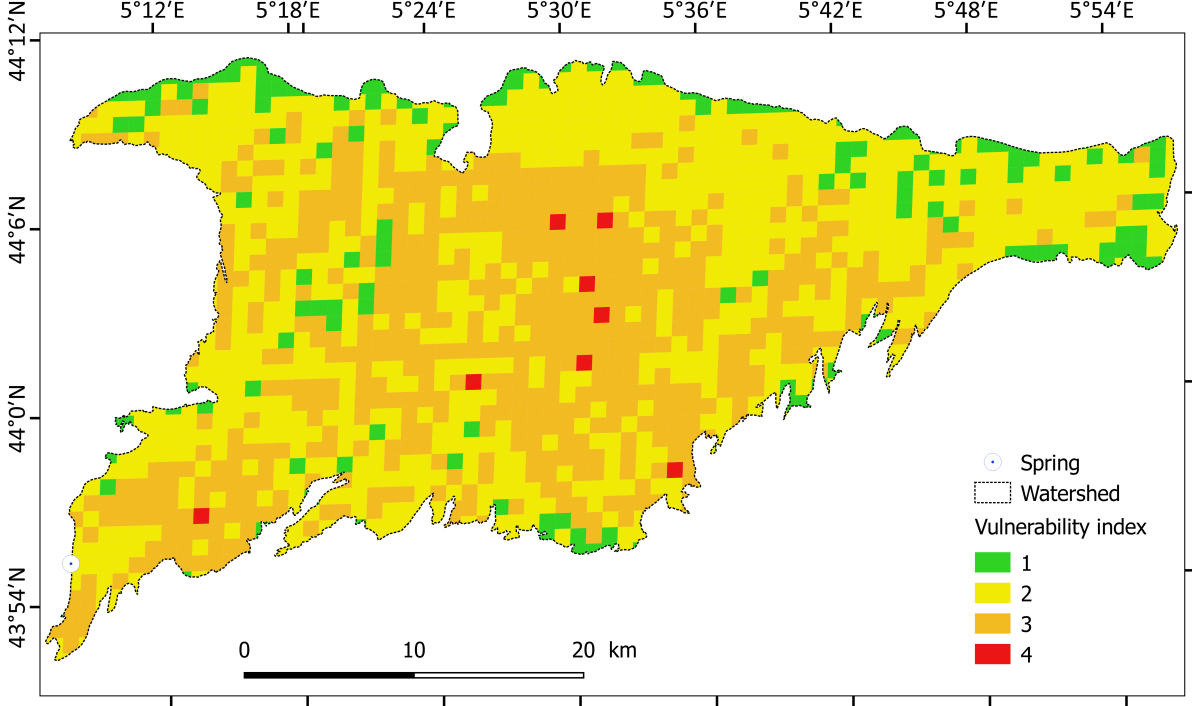 5°12′E 5°18′E 5°24′E 5°30′E 5°36′E 5°42′E 5°48′E 5°54′E
44°12′N
44°6′N
44°0′N
43°54′N
Spring
Watershed
Vulnerability index
1
2
3
4
0 10 20 km